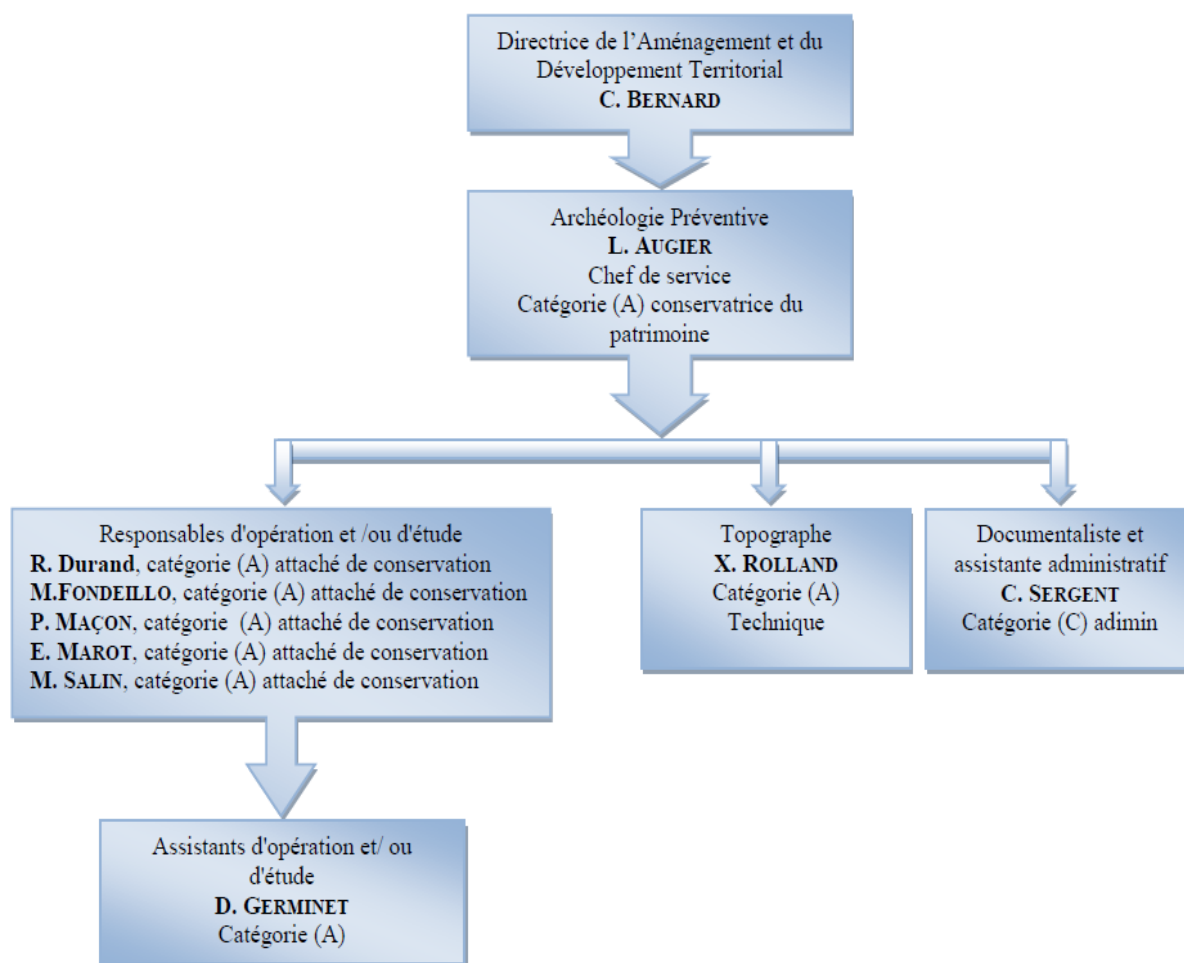 Directrice de l’Aménagement et du
Développement Territorial
C. BERNARD
Archéologie Préventive
L. AUGIER
Chef de service
Catégorie (A) conservatrice du
patrimoine
Responsables d'opération et /ou d'étude
R. Durand, catégorie (A) attaché de conservation
M.FONDEILLO, catégorie (A) attaché de conservation
P. MAÇON, catégorie (A) attaché de conservation
E. MAROT, catégorie (A) attaché de conservation
M. SALIN, catégorie (A) attaché de conservation
Topographe
X. ROLLAND
Catégorie (A)
Technique
Documentaliste et
assistante administratif
C. SERGENT
Catégorie (C) adimin
Assistants d'opération et/ ou
d'étude
D. GERMINET
Catégorie (A)